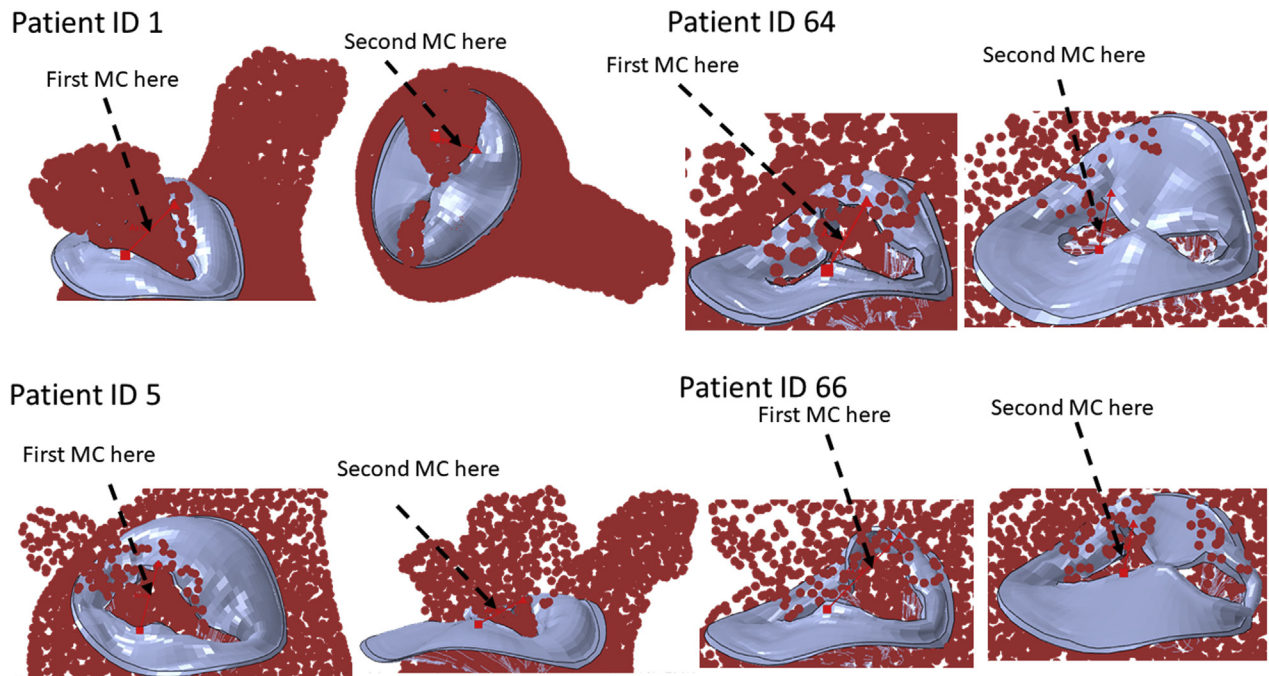 Patient ID 1
First MC here
Second MC here
Patient ID 64
First MC here
Second MC here
Patient ID 5
First MC here
Second MC here
Patient ID 66
First MC here
Second MC here